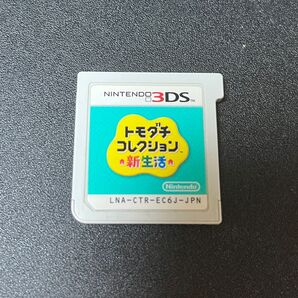 NINTENDO 3DS™
トモダチ
コレクション
新生活
Nintendo
LNA-CTR-EC6J-JPN